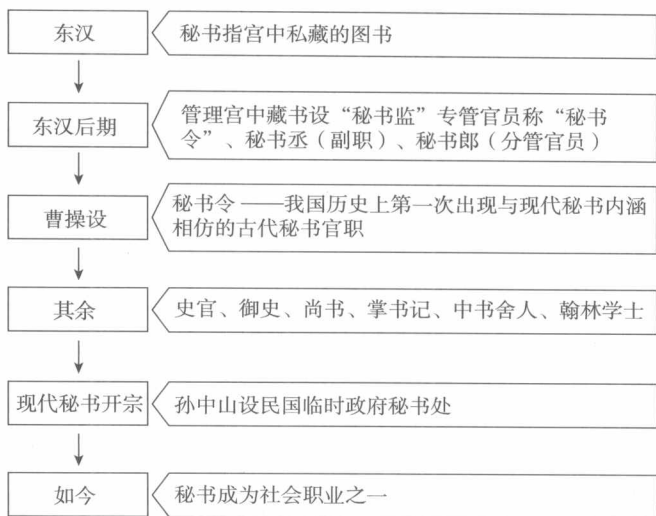 东汉
秘书指宫中私藏的图书
东汉后期
管理宫中藏书设“秘书监”专管官员称“秘书
令”、秘书丞（副职）、秘书郎（分管官员）
曹操设
秘书令——我国历史上第一次出现与现代秘书内涵
相仿的古代秘书官职
其余
史官、御史、尚书、掌书记、中书舍人、翰林学士
现代秘书开宗
孙中山设民国临时政府秘书处
如今
秘书成为社会职业之一